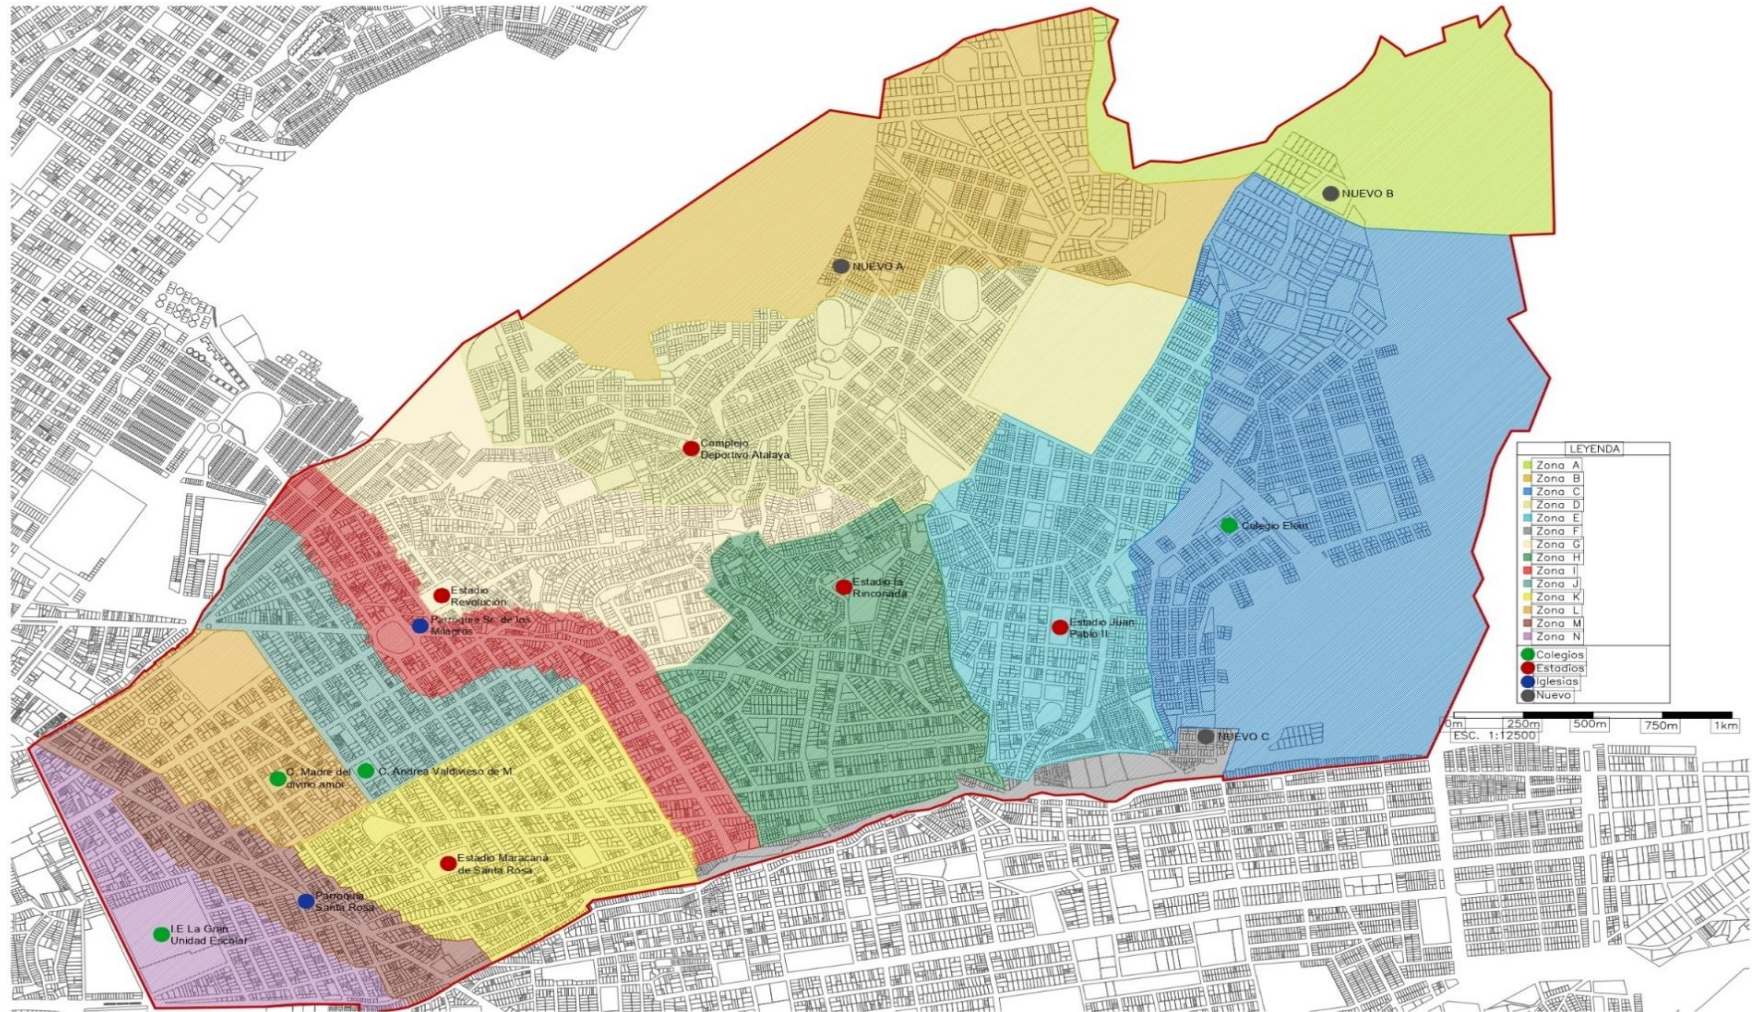 NUEVO B
NUEVO A
Complejo
Deportivo Atalaya
Estadio
Revolución
Parroquia Sr. de los
Milagros
Estadio la
Rinconada
Estadio Juan
Pablo II
NUEVO C
C. Madre del
divino amor
C. Andrea Valdivieso de M.
Estadio Maracaná
de Santa Rosa
Parroquia
Santa Rosa
I.E La Gran
Unidad Escolar
LEYENDA
Zona A
Zona B
Zona C
Zona D
Zona E
Zona F
Zona G
Zona H
Zona I
Zona J
Zona K
Zona L
Zona M
Zona N
Colegios
Estadios
Iglesias
Nuevo
0m 250m 500m 750m 1km
ESC. 1:12500
Colegio